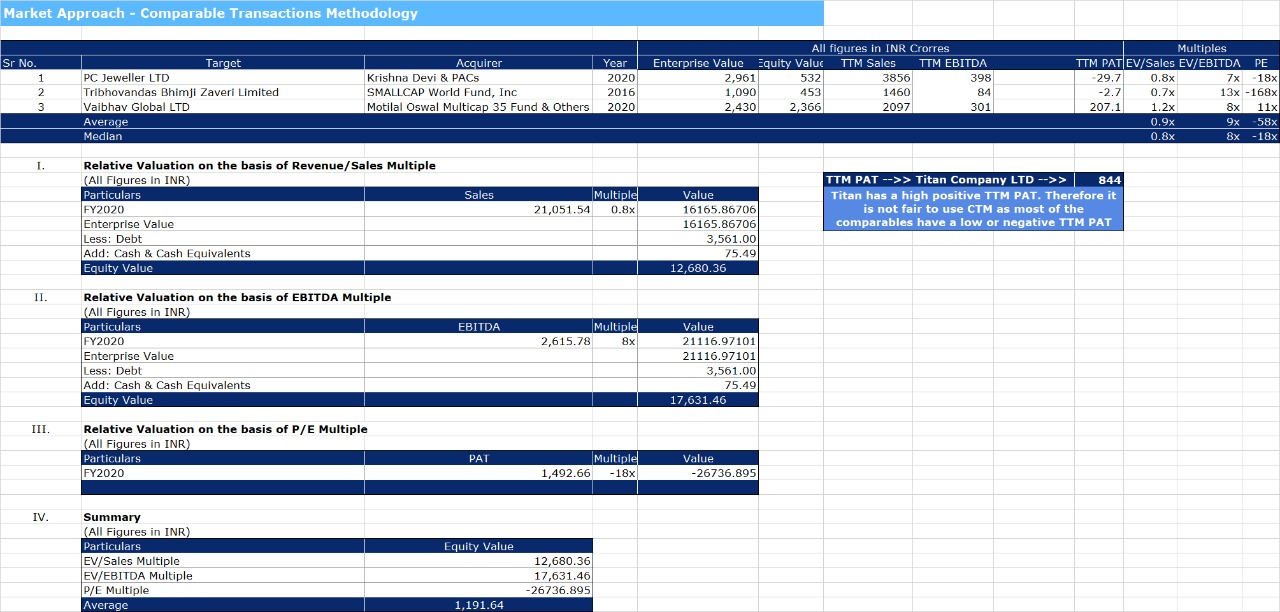 Market Approach - Comparable Transactions Methodology
All figures in INR Crorres Multiples
Sr No. Target Acquirer Year Enterprise Value Equity Value TTM Sales TTM EBITDA TTM PAT EV/Sales EV/EBITDA PE
1 PC Jeweller LTD Krishna Devi & PACs 2020 2,961 532 3856 398 -29.7 0.8x 7x -18x
2 Tribhovandas Bhimji Zaveri Limited SMALLCAP World Fund, Inc 2016 1,090 453 1460 84 -2.7 0.7x 13x -168x
3 Vaibhav Global LTD Motilal Oswal Multicap 35 Fund & Others 2020 2,430 2,366 2097 301 207.1 1.2x 8x 11x
Average 0.9x 9x -58x
Median 0.8x 8x -18x
I. Relative Valuation on the basis of Revenue/Sales Multiple
(All Figures in INR)
Particulars Sales Multiple Value
FY2020 21,051.54 0.8x 16165.86706
Enterprise Value 16165.86706
Less: Debt 3,561.00
Add: Cash & Cash Equivalents 75.49
Equity Value 12,680.36
TTM PAT -->> Titan Company LTD -->> 844
Titan has a high positive TTM PAT. Therefore it
is not fair to use CTM as most of the
comparables have a low or negative TTM PAT
II. Relative Valuation on the basis of EBITDA Multiple
(All Figures in INR)
Particulars EBITDA Multiple Value
FY2020 2,615.78 8x 21116.97101
Enterprise Value 21116.97101
Less: Debt 3,561.00
Add: Cash & Cash Equivalents 75.49
Equity Value 17,631.46
III. Relative Valuation on the basis of P/E Multiple
(All Figures in INR)
Particulars PAT Multiple Value
FY2020 1,492.66 -18x -26736.895
IV. Summary
(All Figures in INR)
Particulars Equity Value
EV/Sales Multiple 12,680.36
EV/EBITDA Multiple 17,631.46
P/E Multiple -26736.895
Average 1,191.64